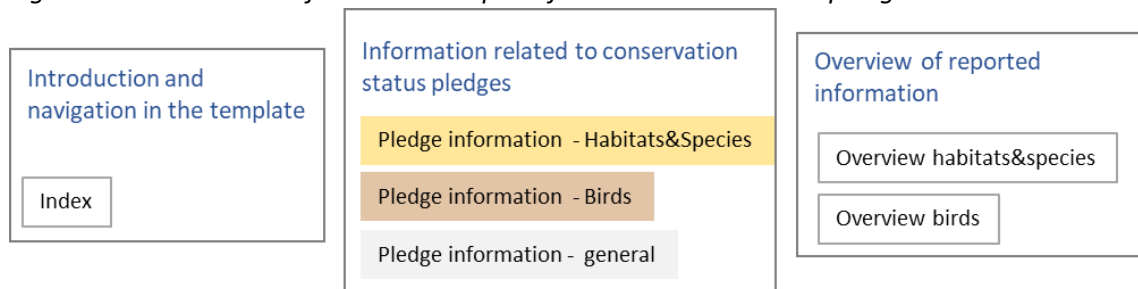 Introduction and
navigation in the template
Index
Information related to conservation
status pledges
Pledge information - Habitats&Species
Pledge information - Birds
Pledge information - general
Overview of reported
information
Overview habitats&species
Overview birds